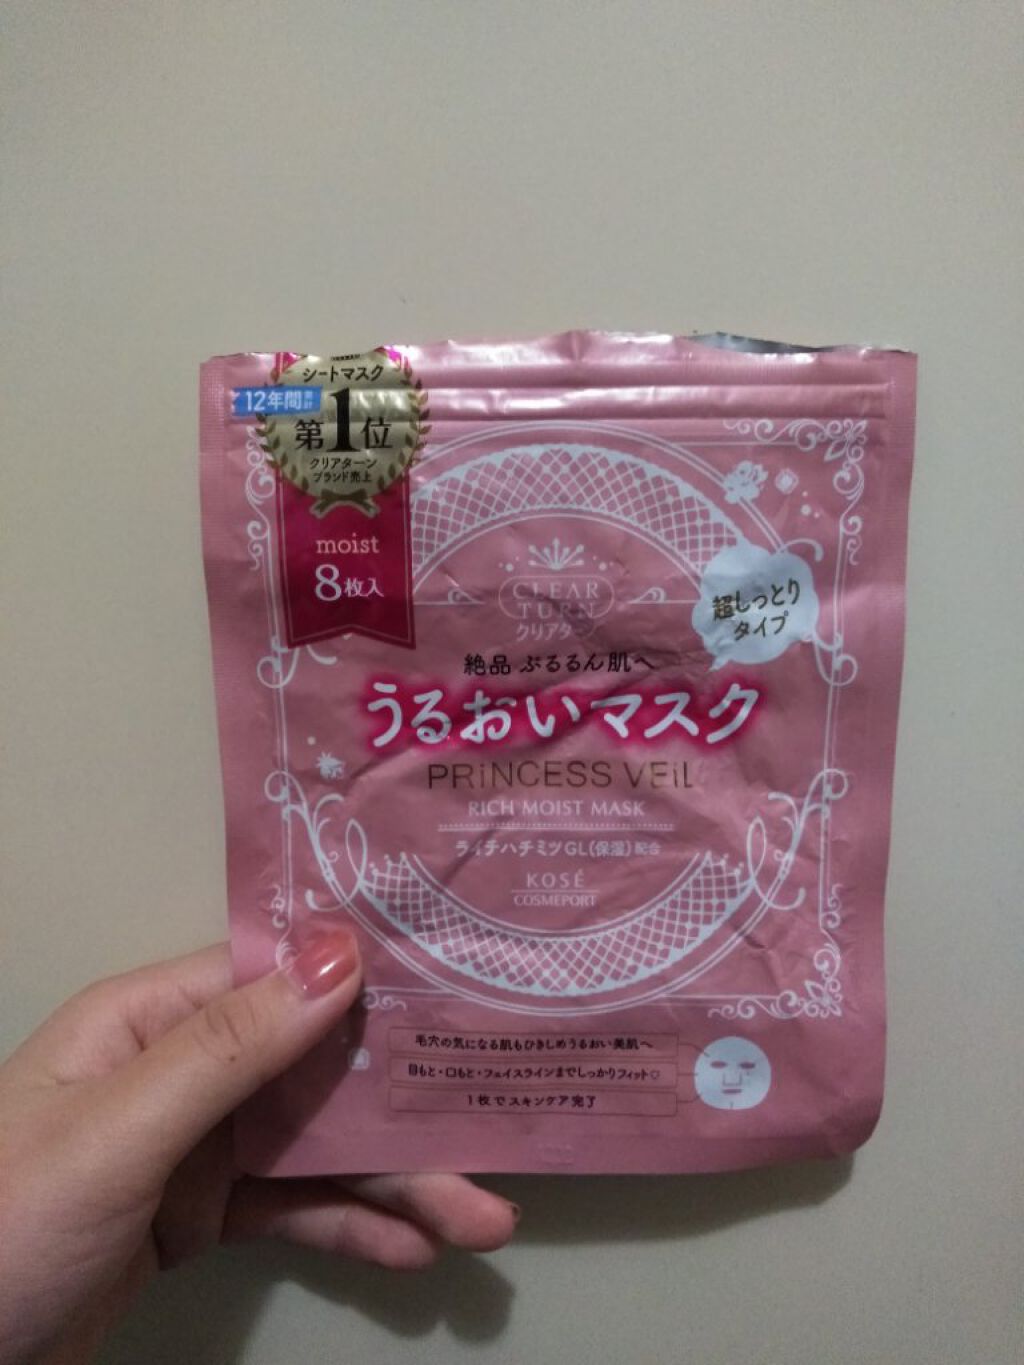 シートマスク
12年間
第1位
クリアターン
ブランド売上
moist
8枚入
CLEAR
TURN
クリアターン
超しっとり
タイプ
絶品 ぷるるん肌へ
うるおいマスク
PRiNCESS VEiL
RICH MOIST MASK
ライチハチミツGL(保湿)配合
KOSÉ
COSMEPORT
毛穴の気になる肌もひきしめうるおい美肌へ
目もと・口もと・フェイスラインまでしっかりフィット♡
1枚でスキンケア完了